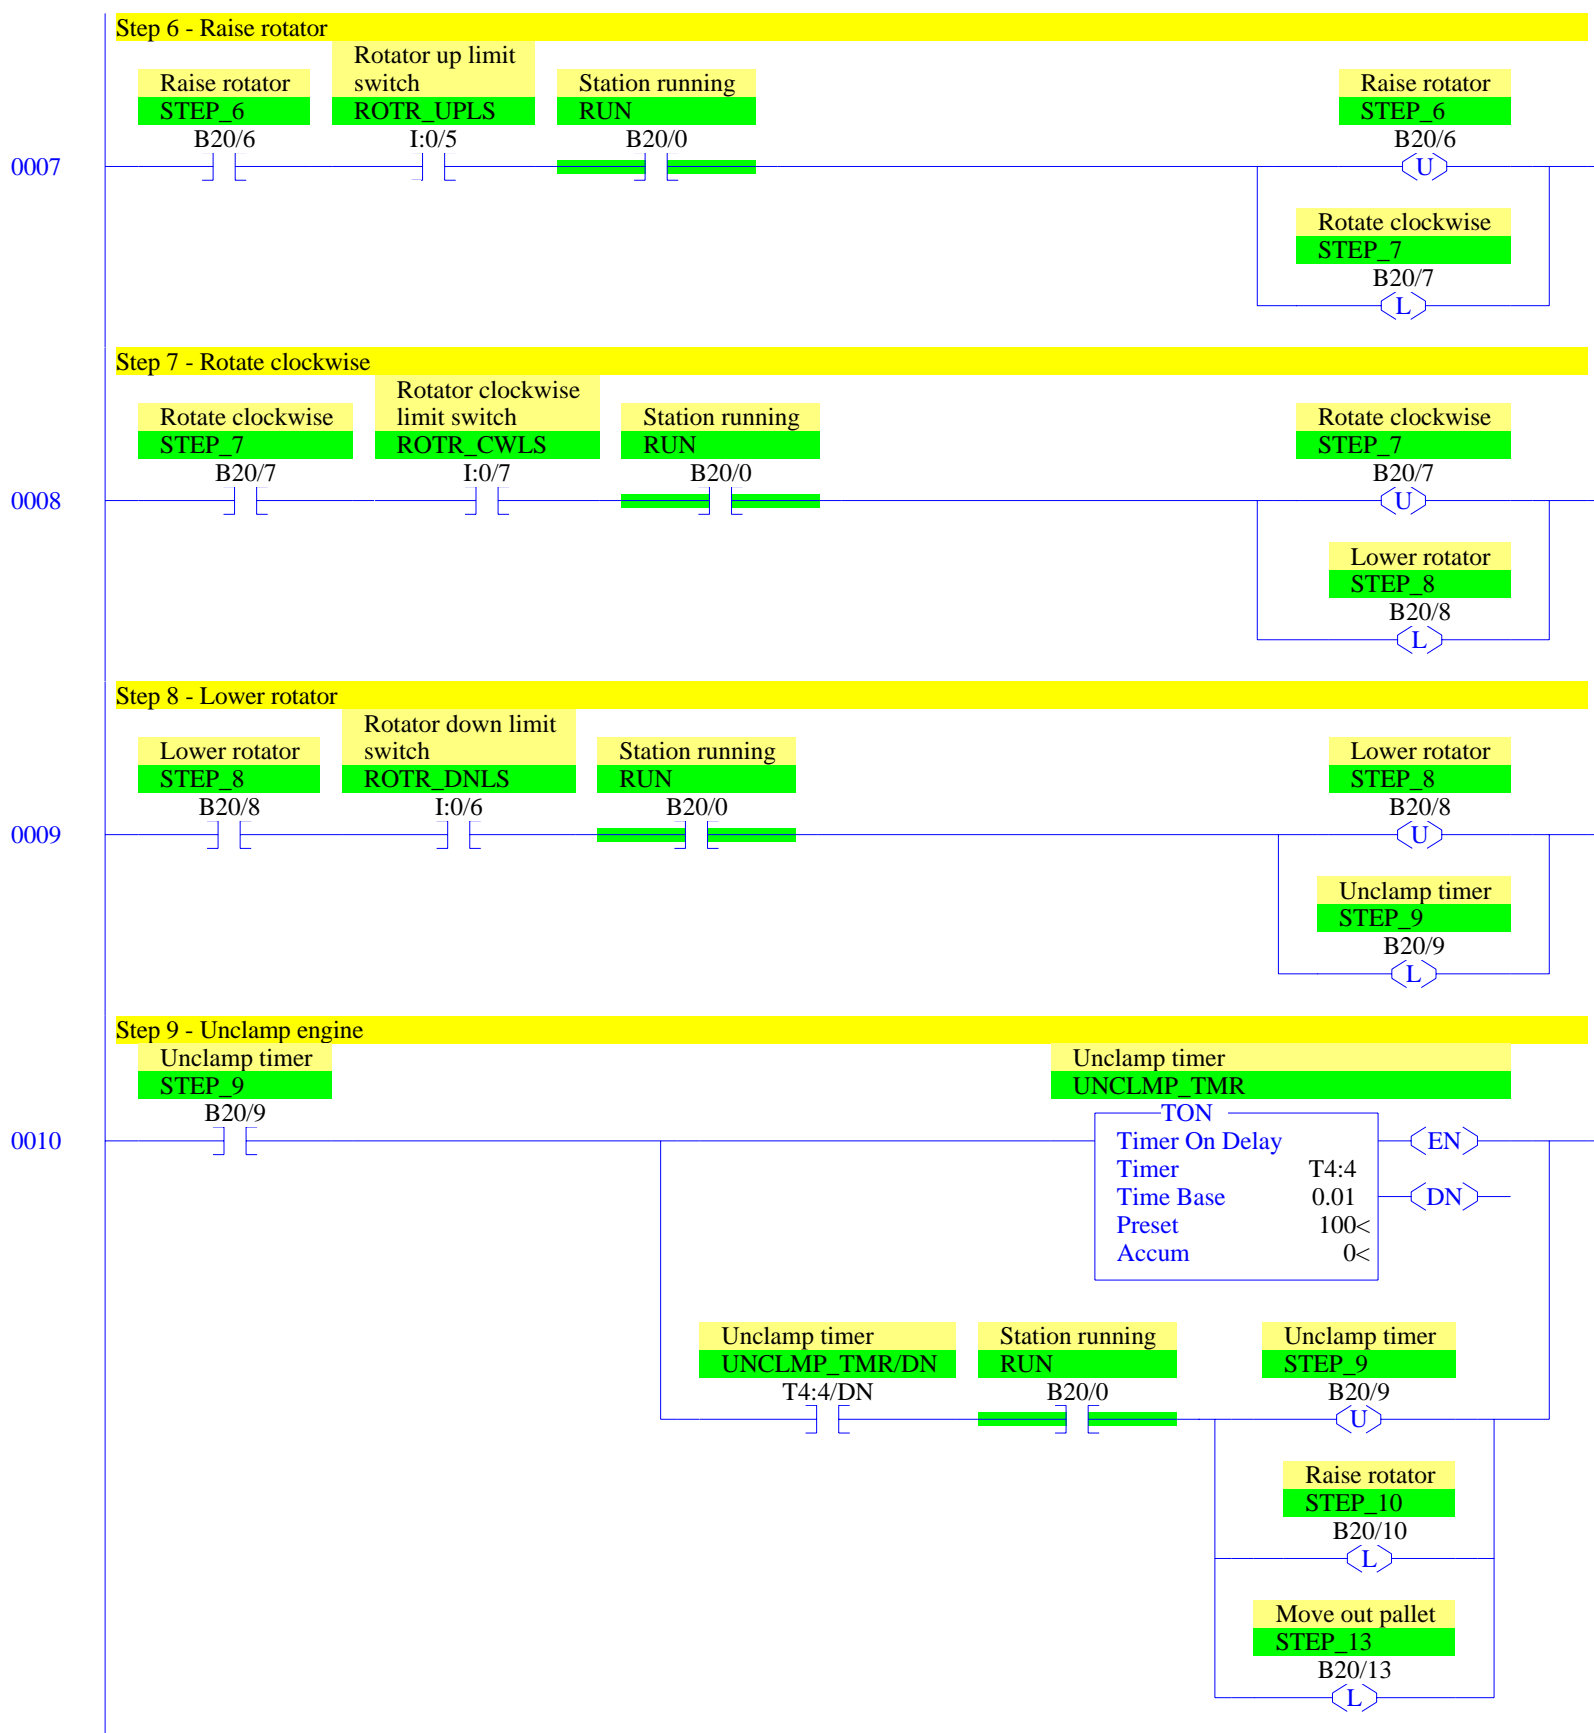 Step 6 - Raise rotator
Raise rotator
STEP_6
B20/6
Rotator up limit
switch
ROTR_UPLS
I:0/5
Station running
RUN
B20/0
Raise rotator
STEP_6
B20/6
0007
U
Rotate clockwise
STEP_7
B20/7
L
Step 7 - Rotate clockwise
Rotate clockwise
STEP_7
B20/7
Rotator clockwise
limit switch
ROTR_CWLS
I:0/7
Station running
RUN
B20/0
Rotate clockwise
STEP_7
B20/7
0008
U
Lower rotator
STEP_8
B20/8
L
Step 8 - Lower rotator
Lower rotator
STEP_8
B20/8
Rotator down limit
switch
ROTR_DNLS
I:0/6
Station running
RUN
B20/0
Lower rotator
STEP_8
B20/8
0009
U
Unclamp timer
STEP_9
B20/9
L
Step 9 - Unclamp engine
Unclamp timer
STEP_9
B20/9
0010
Unclamp timer
UNCLMP_TMR
TON
Timer On Delay
Timer T4:4
Time Base 0.01
Preset 100<
Accum 0<
EN
DN
Unclamp timer
UNCLMP_TMR/DN
T4:4/DN
Station running
RUN
B20/0
Unclamp timer
STEP_9
B20/9
U
Raise rotator
STEP_10
B20/10
L
Move out pallet
STEP_13
B20/13
L